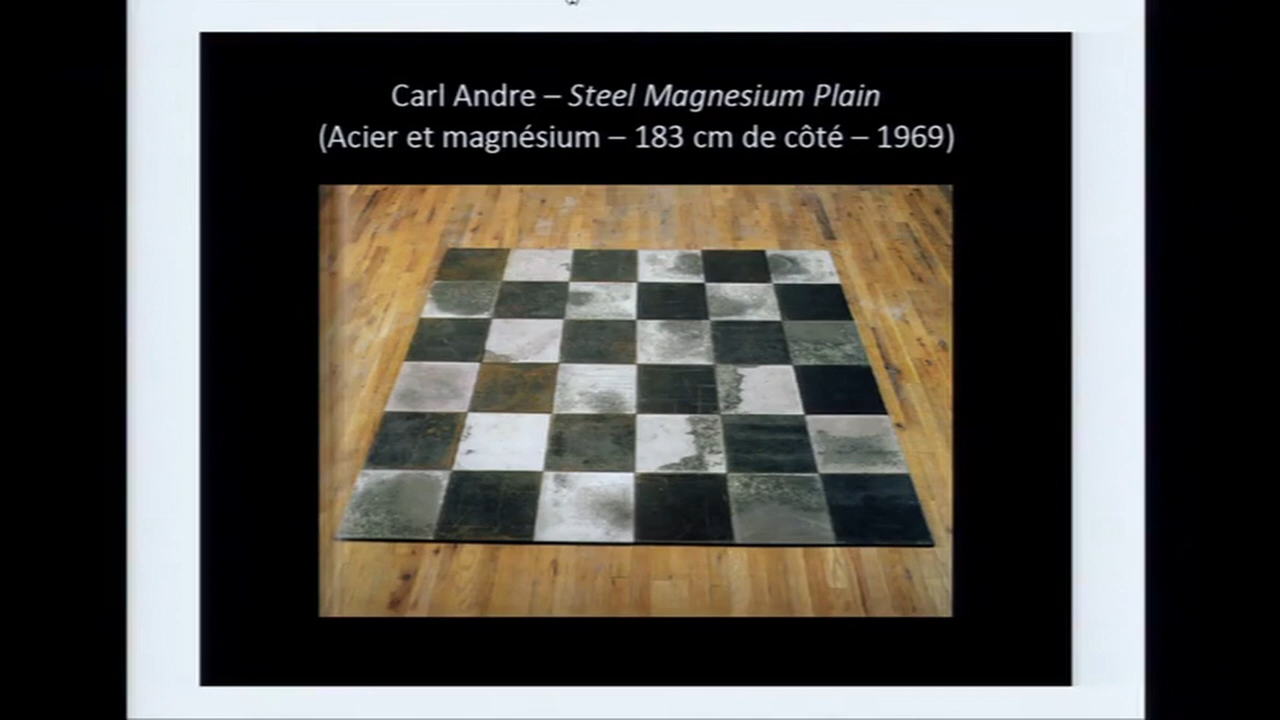 Carl Andre – Steel Magnesium Plain
(Acier et magnésium – 183 cm de côté – 1969)